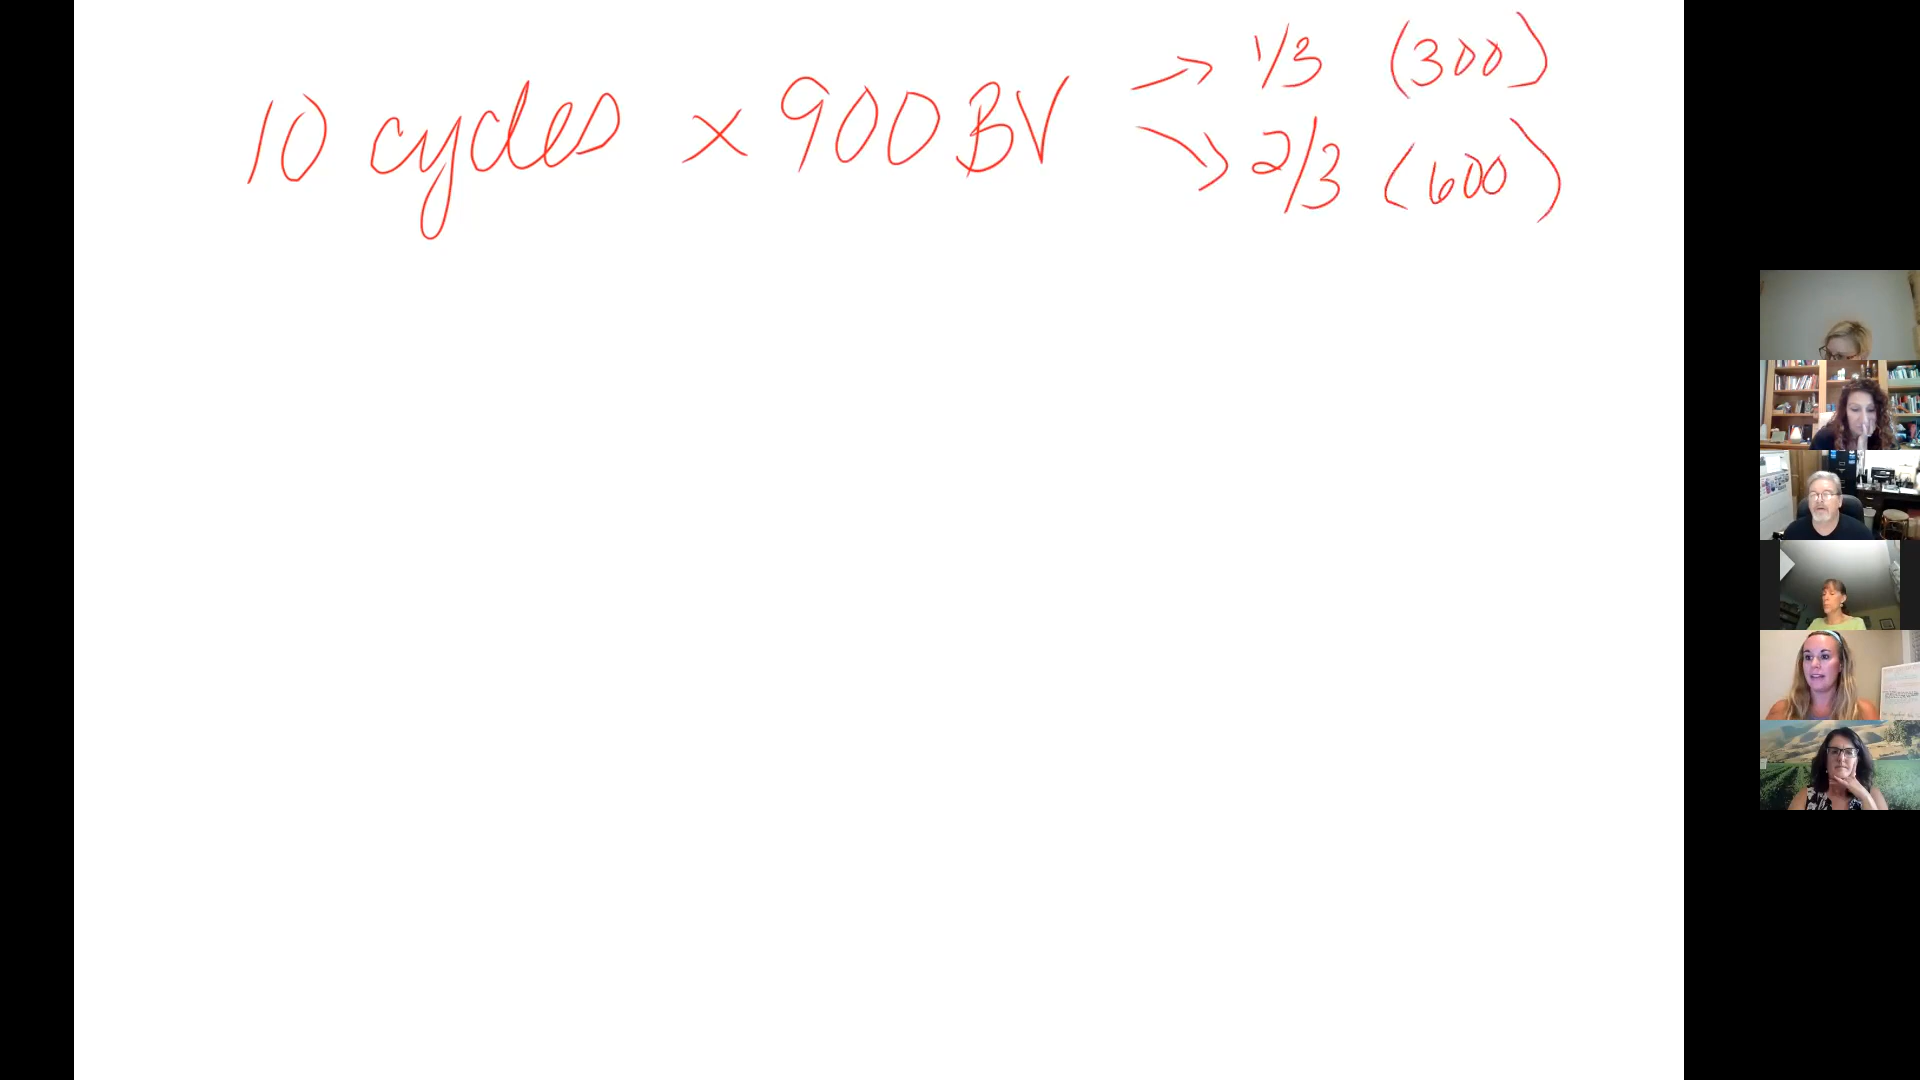 10 cycles x 900 BV → 1/3 (300)
→ 2/3 (600)